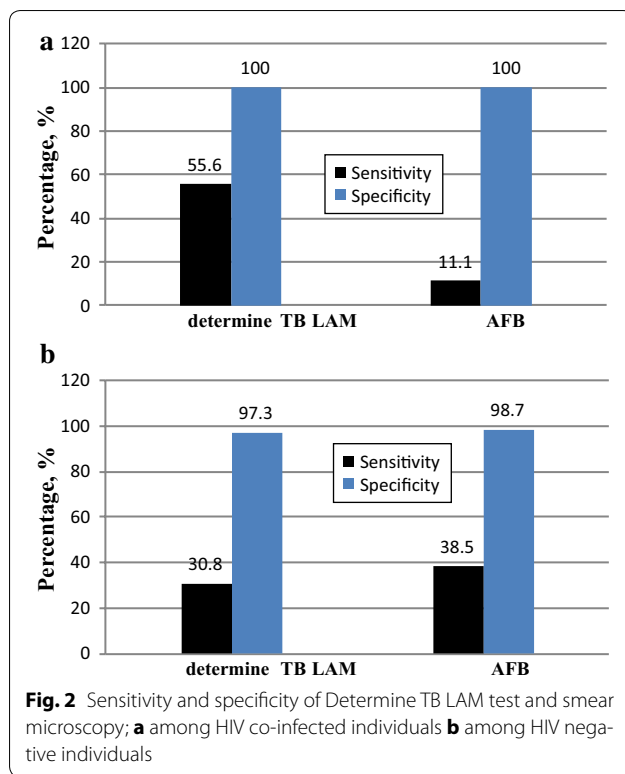 a
120
100
80
60
40
20
0
Percentage, %
55.6
100
11.1
100
Sensitivity
Specificity
determine TB LAM
AFB
b
120
100
80
60
40
20
0
Percentage, %
30.8
97.3
38.5
98.7
Sensitivity
Specificity
determine TB LAM
AFB
Fig. 2 Sensitivity and specificity of Determine TB LAM test and smear
microscopy; a among HIV co-infected individuals b among HIV nega-
tive individuals